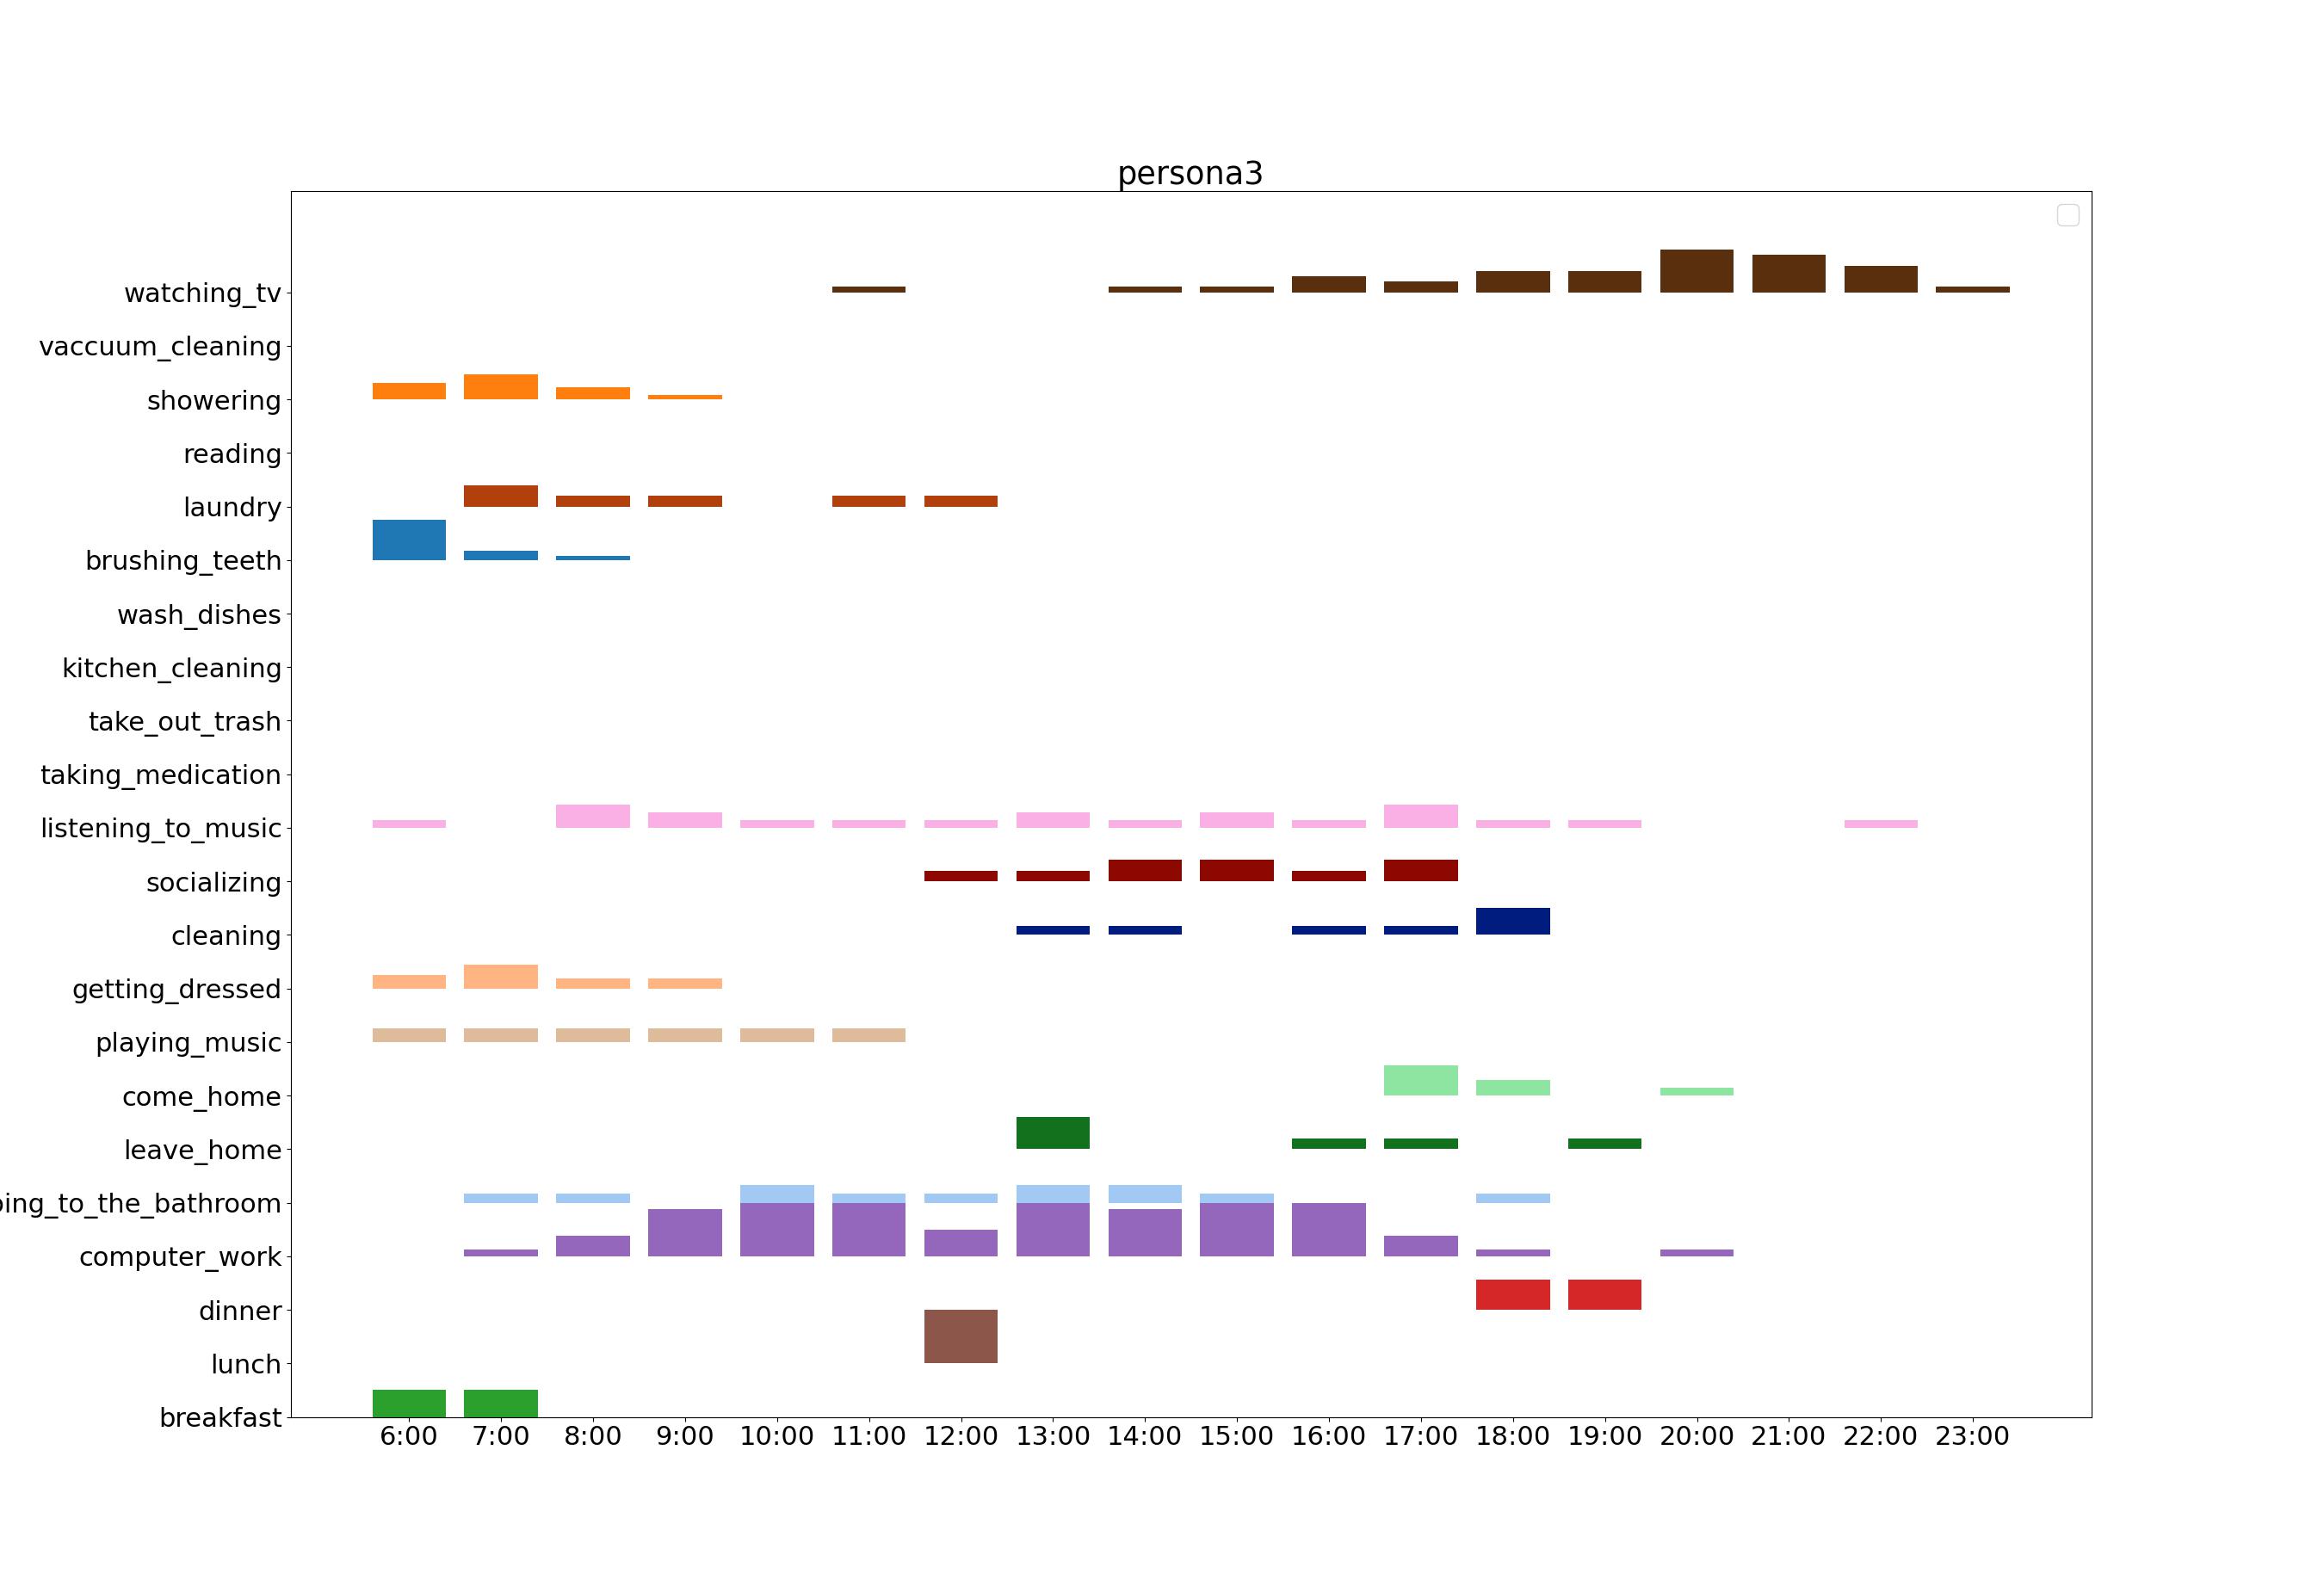 persona3
watching_tv
vaccuum_cleaning
showering
reading
laundry
brushing_teeth
wash_dishes
kitchen_cleaning
take_out_trash
taking_medication
listening_to_music
socializing
cleaning
getting_dressed
playing_music
come_home
leave_home
oing_to_the_bathroom
computer_work
dinner
lunch
breakfast
6:00 7:00 8:00 9:00 10:00 11:00 12:00 13:00 14:00 15:00 16:00 17:00 18:00 19:00 20:00 21:00 22:00 23:00